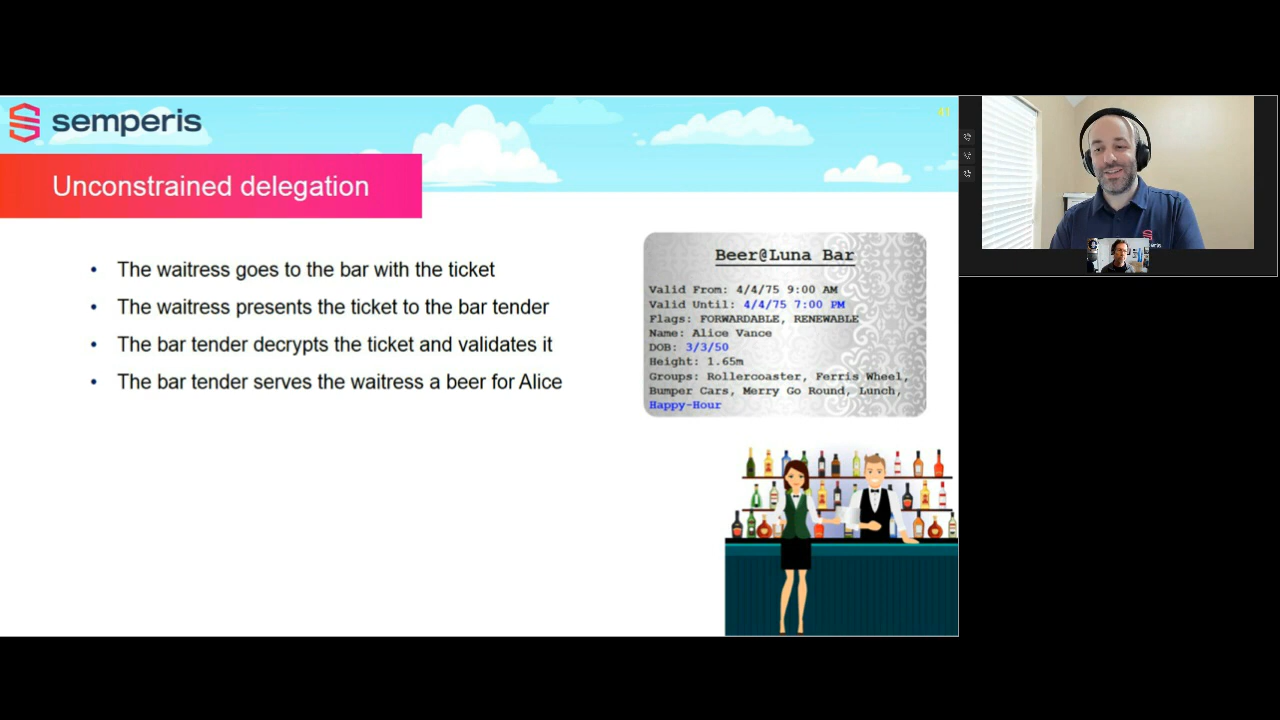 semperis
41
Unconstrained delegation
• The waitress goes to the bar with the ticket
• The waitress presents the ticket to the bar tender
• The bar tender decrypts the ticket and validates it
• The bar tender serves the waitress a beer for Alice
Beer@Luna Bar
Valid From: 4/4/75 9:00 AM
Valid Until: 4/4/75 7:00 PM
Flags: FORWARDABLE, RENEWABLE
Name: Alice Vance
DOB: 3/3/50
Height: 1.65m
Groups: Rollercoaster, Ferris Wheel,
Bumper Cars, Merry Go Round, Lunch,
Happy-Hour